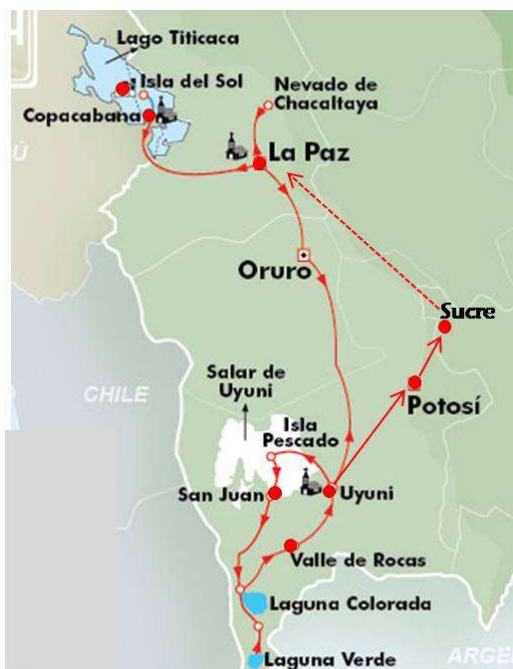 Lago Titicaca
Isla del Sol
Nevado de
Chacaltaya
Copacabana
La Paz
Ú
Oruro
Sucre
CHILE
Salar de
Uyuni
Potosí
Isla
Pescado
San Juan
Uyuni
Valle de Rocas
Laguna Colorada
Laguna Verde
ARGE